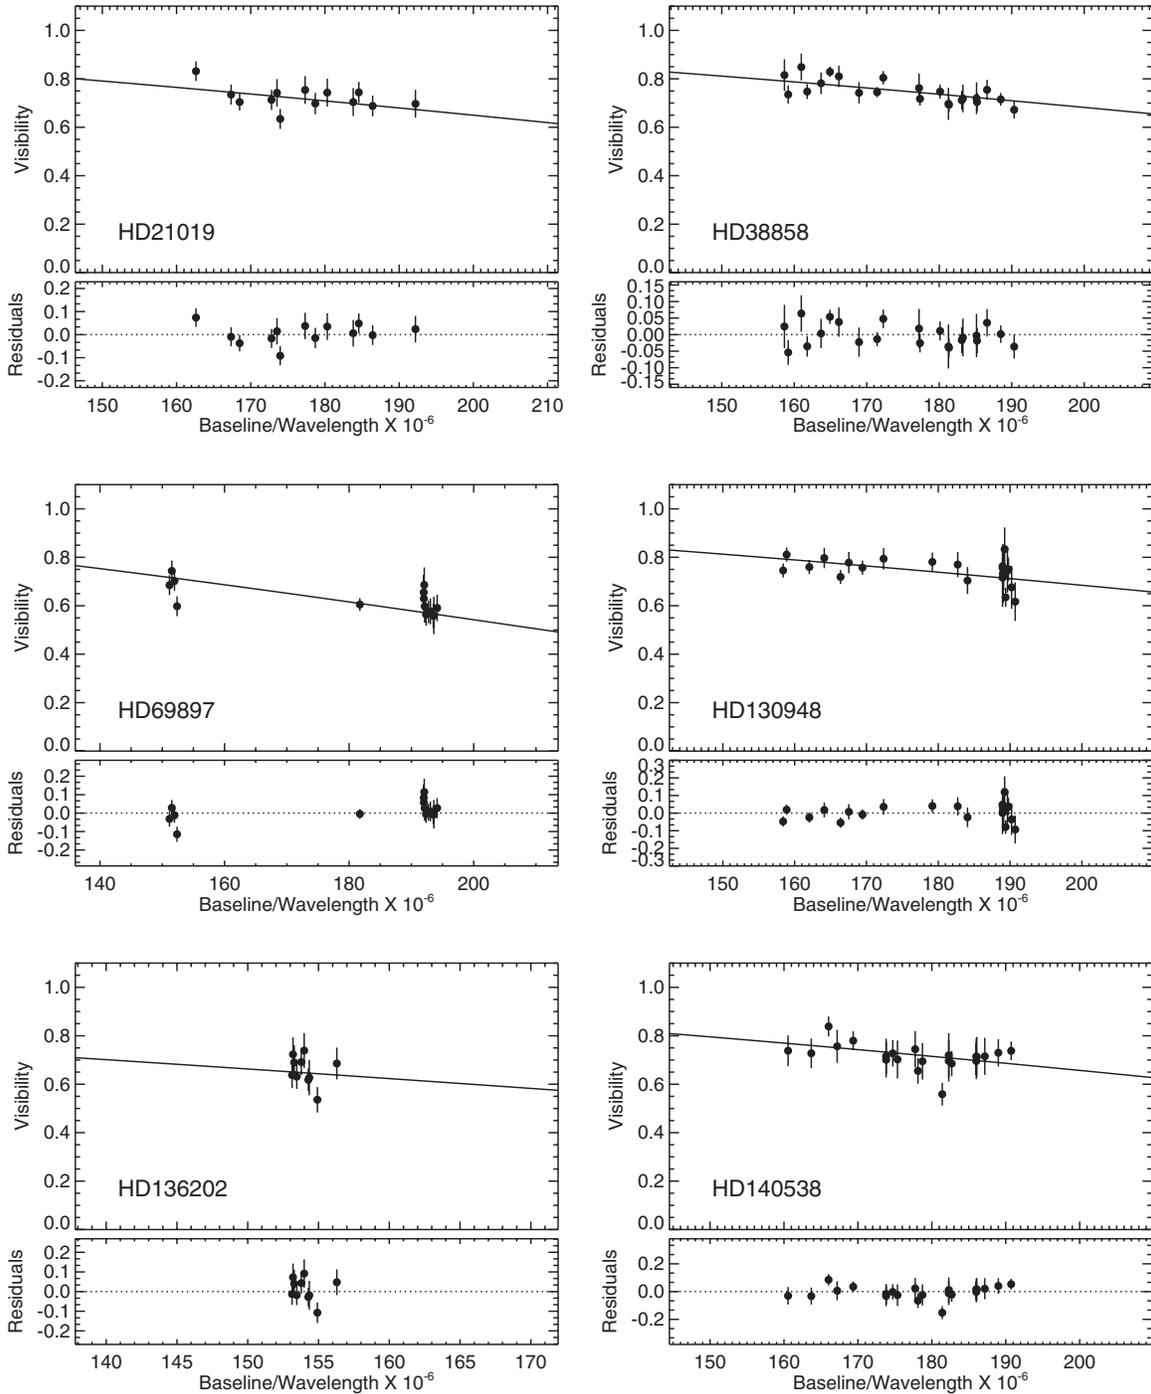 1.0
0.8
0.6
0.4
0.2
0.0
Visibility
HD21019
0.2
0.1
0.0
-0.1
-0.2
Residuals
150 160 170 180 190 200 210
Baseline/Wavelength X 10-6
1.0
0.8
0.6
0.4
0.2
0.0
Visibility
HD38858
0.15
0.10
0.05
0.00
-0.05
-0.10
-0.15
Residuals
150 160 170 180 190 200
Baseline/Wavelength X 10-6
1.0
0.8
0.6
0.4
0.2
0.0
Visibility
HD69897
0.2
0.1
0.0
-0.1
-0.2
Residuals
140 160 180 200
Baseline/Wavelength X 10-6
1.0
0.8
0.6
0.4
0.2
0.0
Visibility
HD130948
0.3
0.2
0.1
0.0
-0.1
-0.2
-0.3
Residuals
150 160 170 180 190 200
Baseline/Wavelength X 10-6
1.0
0.8
0.6
0.4
0.2
0.0
Visibility
HD136202
0.2
0.1
0.0
-0.1
-0.2
Residuals
140 145 150 155 160 165 170
Baseline/Wavelength X 10-6
1.0
0.8
0.6
0.4
0.2
0.0
Visibility
HD140538
0.2
0.0
-0.2
Residuals
150 160 170 180 190 200
Baseline/Wavelength X 10-6